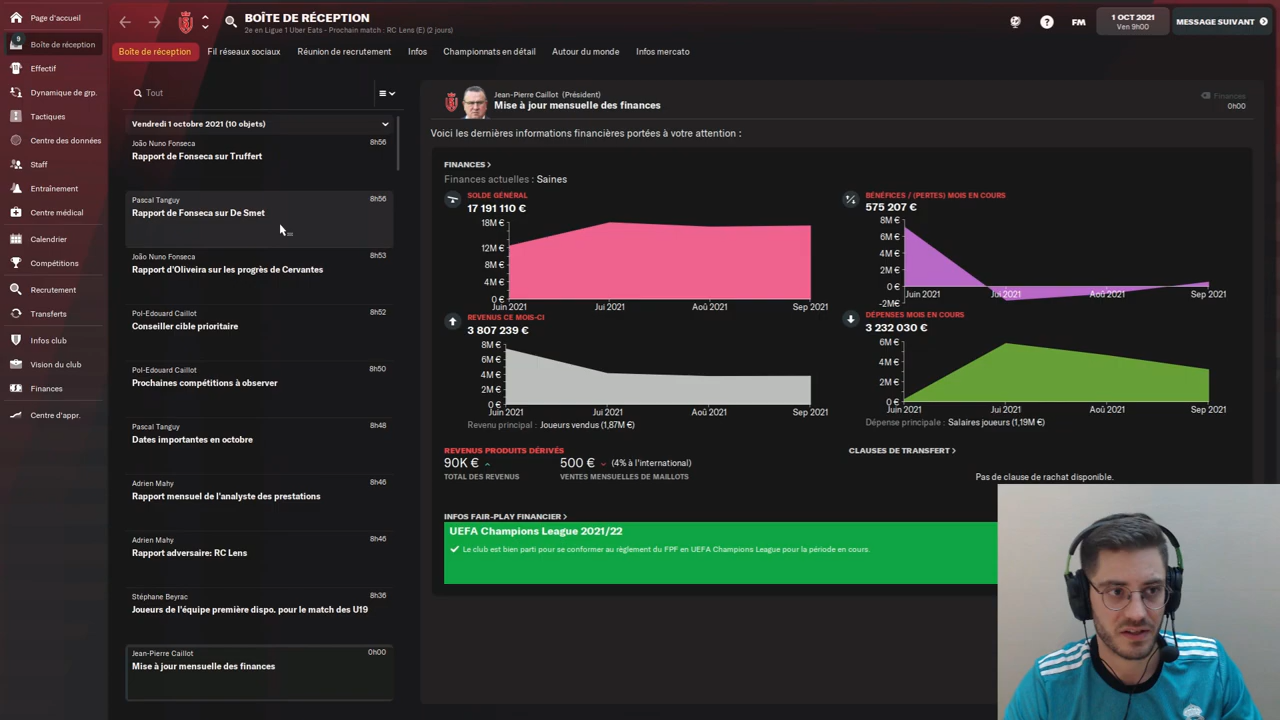 Page d'accueil
9
Boîte de réception
Effectif
Dynamique de grp.
Tactiques
Centre des données
Staff
Entraînement
Centre médical
Calendrier
Compétitions
Recrutement
Transferts
Infos club
Vision du club
Finances
Centre d'appr.
BOÎTE DE RÉCEPTION
2e en Ligne 1 Uber Eats - Prochain match : RC Lens (E) (2 jours)
?
FM
1 OCT 2021
Ven 9h00
MESSAGE SUIVANT
Boîte de réception
Fil réseaux sociaux
Réunion de recrutement
Infos
Championnats en détail
Autour du monde
Infos mercato
Tout
Vendredi 1 octobre 2021 (10 objets)
João Nuno Fonseca 8h56
Rapport de Fonseca sur Truffert
Pascal Tanguy 8h56
Rapport de Fonseca sur De Smet
João Nuno Fonseca 8h53
Rapport d'Oliveira sur les progrès de Cervantes
Pol-Edouard Caillot 8h52
Conseiller cible prioritaire
Pol-Edouard Caillot 8h50
Prochaines compétitions à observer
Pascal Tanguy 8h48
Dates importantes en octobre
Adrien Mahy 8h46
Rapport mensuel de l'analyste des prestations
Adrien Mahy 8h46
Rapport adversaire: RC Lens
Stéphane Beyrac 8h36
Joueurs de l'équipe première dispo. pour le match des U19
Jean-Pierre Caillot 0h00
Mise à jour mensuelle des finances
Jean-Pierre Caillot (Président)
Mise à jour mensuelle des finances
Finances
0h00
Voici les dernières informations financières portées à votre attention :
FINANCES
Finances actuelles : Saines
SOLDE GÉNÉRAL
17 191 110 €
18M €
12M €
8M €
4M €
0 €
Juin 2021 Jui 2021 Aoû 2021 Sep 2021
BÉNÉFICES / (PERTES) MOIS EN COURS
575 207 €
8M €
6M €
4M €
2M €
0 €
-2M€
Juin 2021 Jui 2021 Aoû 2021 Sep 2021
REVENUS CE MOIS-CI
3 807 239 €
8M €
6M €
4M €
2M €
0 €
Juin 2021 Jui 2021 Aoû 2021 Sep 2021
Revenu principal : Joueurs vendus (1,87M €)
DÉPENSES MOIS EN COURS
3 232 030 €
6M €
4M €
2M €
0 €
Juin 2021 Jui 2021 Aoû 2021 Sep 2021
Dépense principale : Salaires joueurs (1,19M €)
REVENUS PRODUITS DÉRIVÉS
90K €
TOTAL DES REVENUS
500 € (4% à l'international)
VENTES MENSUELLES DE MAILLOTS
CLAUSES DE TRANSFERT
Pas de clause de rachat disponible.
INFOS FAIR-PLAY FINANCIER
UEFA Champions League 2021/22
Le club est bien parti pour se conformer au règlement du FPF en UEFA Champions League pour la période en cours.